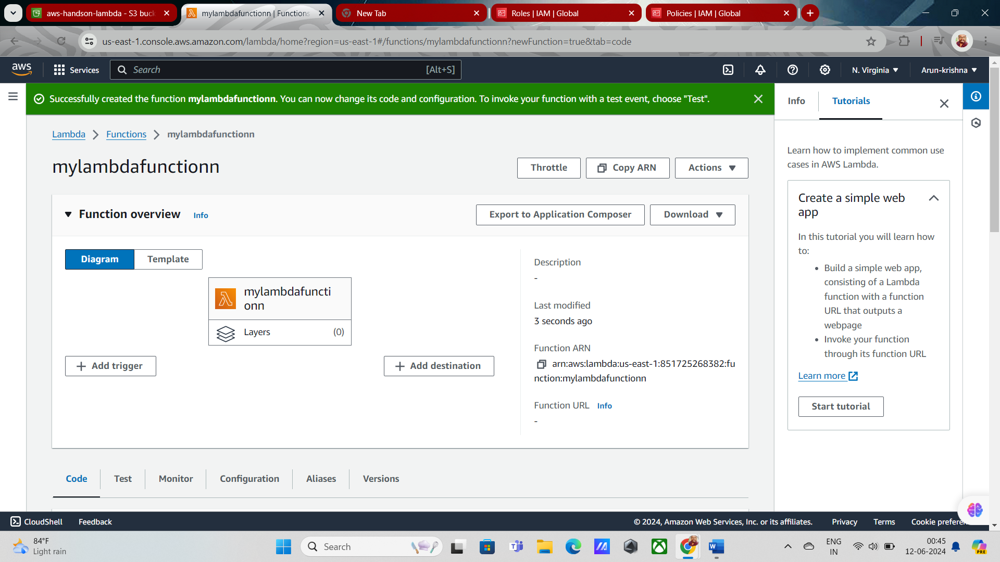 aws-handson-lambda - S3 buck
mylambdafunctionn | Functions
New Tab
Roles | IAM | Global
Policies | IAM | Global
us-east-1.console.aws.amazon.com/lambda/home?region=us-east-1#/functions/mylambdafunctionn?newFunction=true&tab=code
aws
Services
Search
[Alt+S]
N. Virginia
Arun-krishna
Successfully created the function mylambdafunctionn. You can now change its code and configuration. To invoke your function with a test event, choose "Test".
Info
Tutorials
Lambda
Functions
mylambdafunctionn
mylambdafunctionn
Throttle
Copy ARN
Actions
Function overview
Info
Export to Application Composer
Download
Diagram
Template
mylambdafuncti
onn
Layers
(0)
Add trigger
Add destination
Description
-
Last modified
3 seconds ago
Function ARN
arn:aws:lambda:us-east-1:851725268382:fu
nction:mylambdafunctionn
Function URL
Info
-
Learn how to implement common use
cases in AWS Lambda.
Create a simple web
app
In this tutorial you will learn how
to:
• Build a simple web app,
consisting of a Lambda
function with a function
URL that outputs a
webpage
• Invoke your function
through its function URL
Learn more
Start tutorial
Code
Test
Monitor
Configuration
Aliases
Versions
CloudShell
Feedback
© 2024, Amazon Web Services, Inc. or its affiliates.
Privacy
Terms
Cookie prefere
84°F
Light rain
Search
ENG
IN
00:45
12-06-2024
PRE